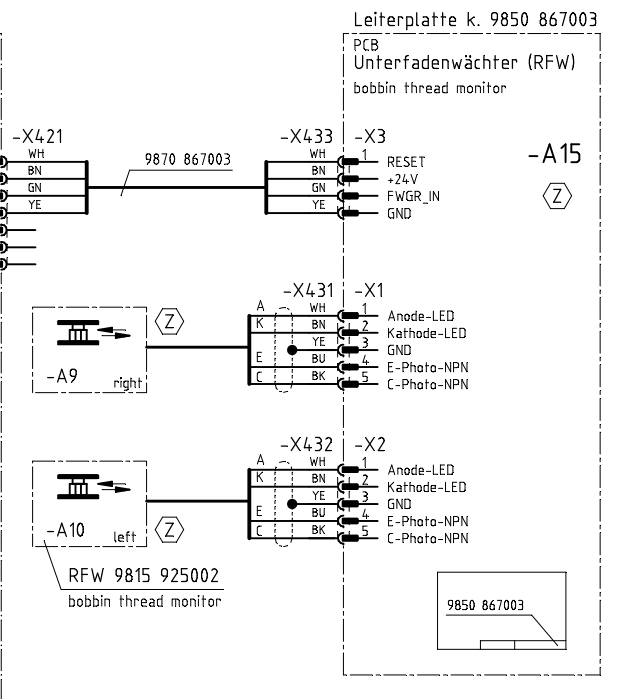 Leiterplatte k. 9850 867003
PCB
Unterfadenwächter (RFW)
bobbin thread monitor
-X421
-X433
-X3
-A15
Z
WH
BN
GN
YE
9870 867003
WH
BN
GN
YE
1 RESET
+24V
FWGR_IN
GND
-X431
-X1
A WH 1 Anode-LED
K BN 2 Kathode-LED
YE 3 GND
E BU 4 E-Photo-NPN
C BK 5 C-Photo-NPN
-A9
right
Z
-X432
-X2
A WH 1 Anode-LED
K BN 2 Kathode-LED
YE 3 GND
E BU 4 E-Photo-NPN
C BK 5 C-Photo-NPN
-A10
left
Z
RFW 9815 925002
bobbin thread monitor
9850 867003